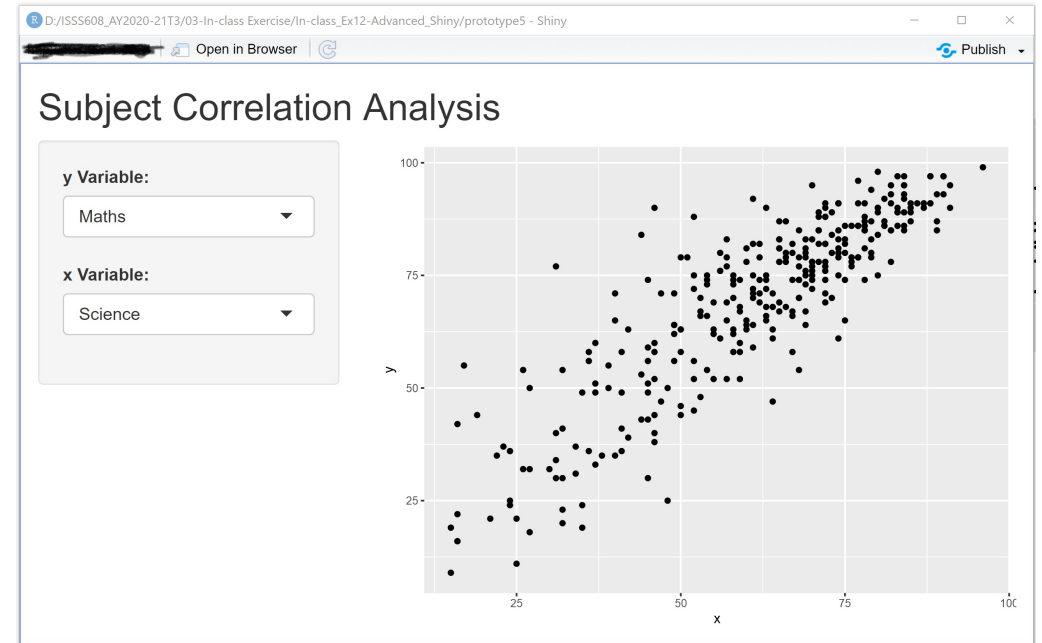 R D:/ISSS608_AY2020-21T3/03-In-class Exercise/In-class_Ex12-Advanced_Shiny/prototype5 - Shiny
Open in Browser Publish
Subject Correlation Analysis
y Variable:
Maths
x Variable:
Science
100
75
y
50
25
25 50 75 100
x